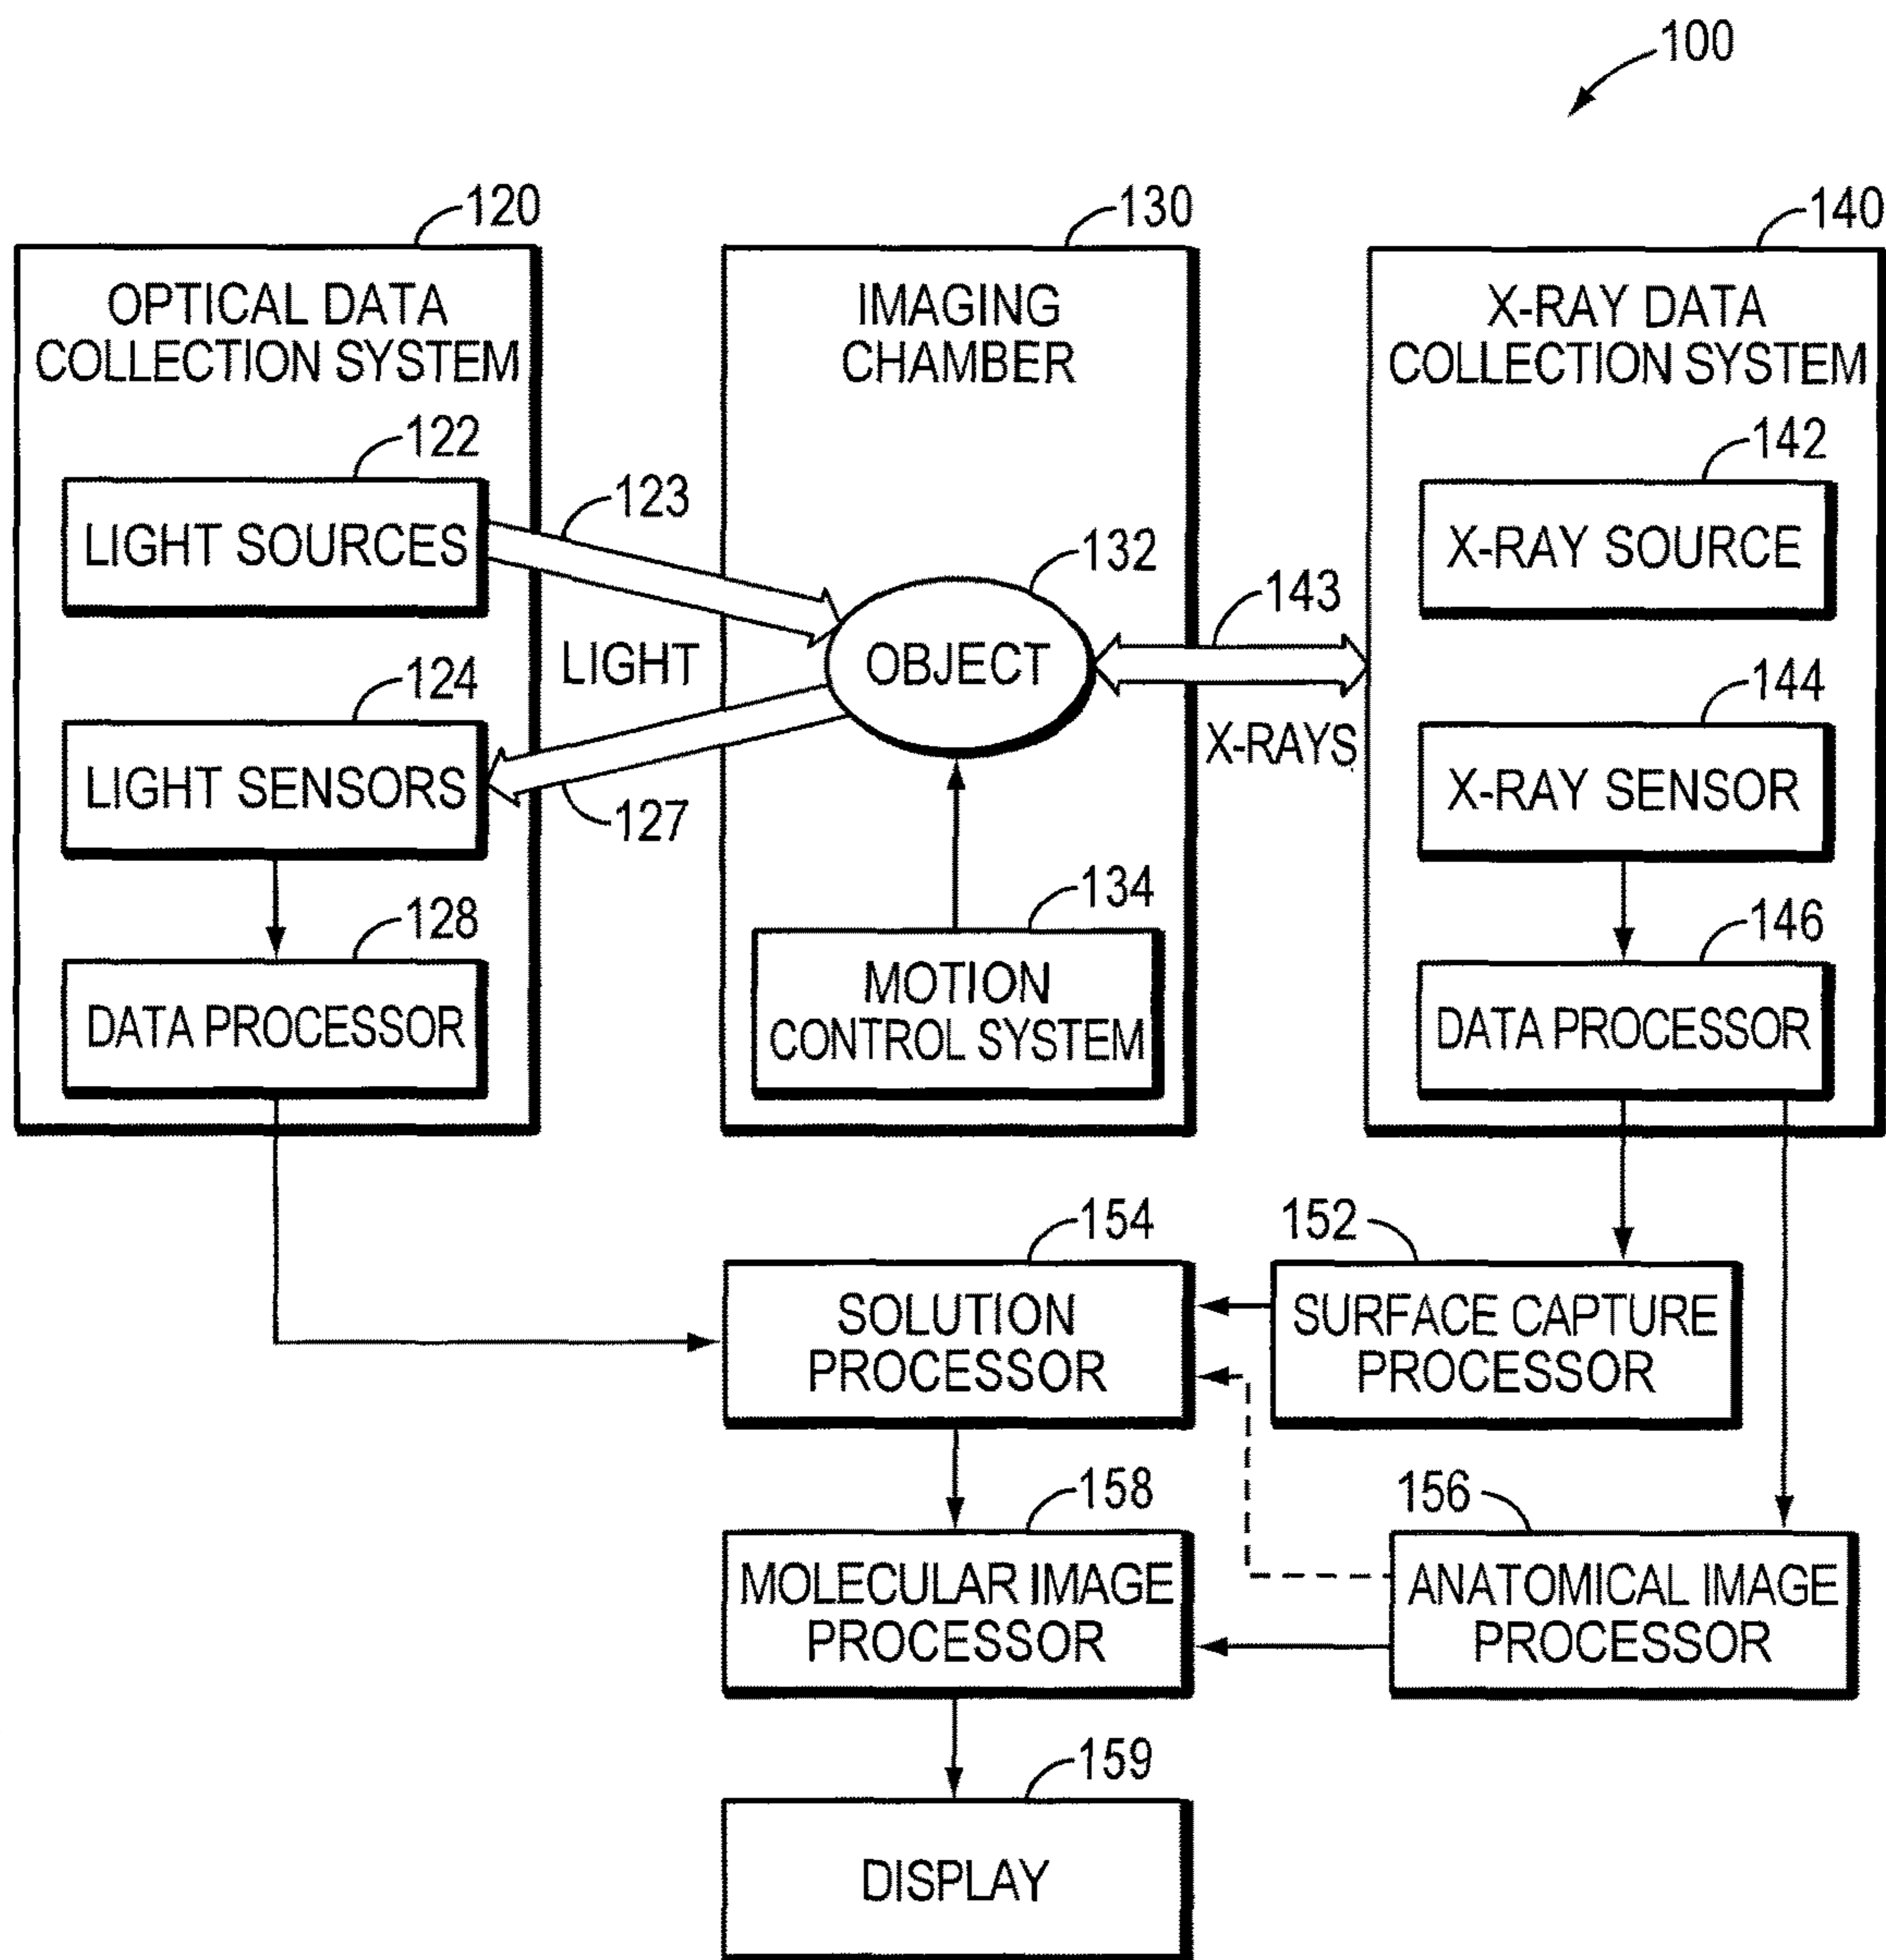 100
120
130
140
OPTICAL DATA
COLLECTION SYSTEM
IMAGING
CHAMBER
X-RAY DATA
COLLECTION SYSTEM
122
LIGHT SOURCES
123
LIGHT
124
LIGHT SENSORS
127
128
DATA PROCESSOR
132
OBJECT
134
MOTION
CONTROL SYSTEM
143
X-RAYS
142
X-RAY SOURCE
144
X-RAY SENSOR
146
DATA PROCESSOR
154
SOLUTION
PROCESSOR
152
SURFACE CAPTURE
PROCESSOR
158
MOLECULAR IMAGE
PROCESSOR
156
ANATOMICAL IMAGE
PROCESSOR
159
DISPLAY